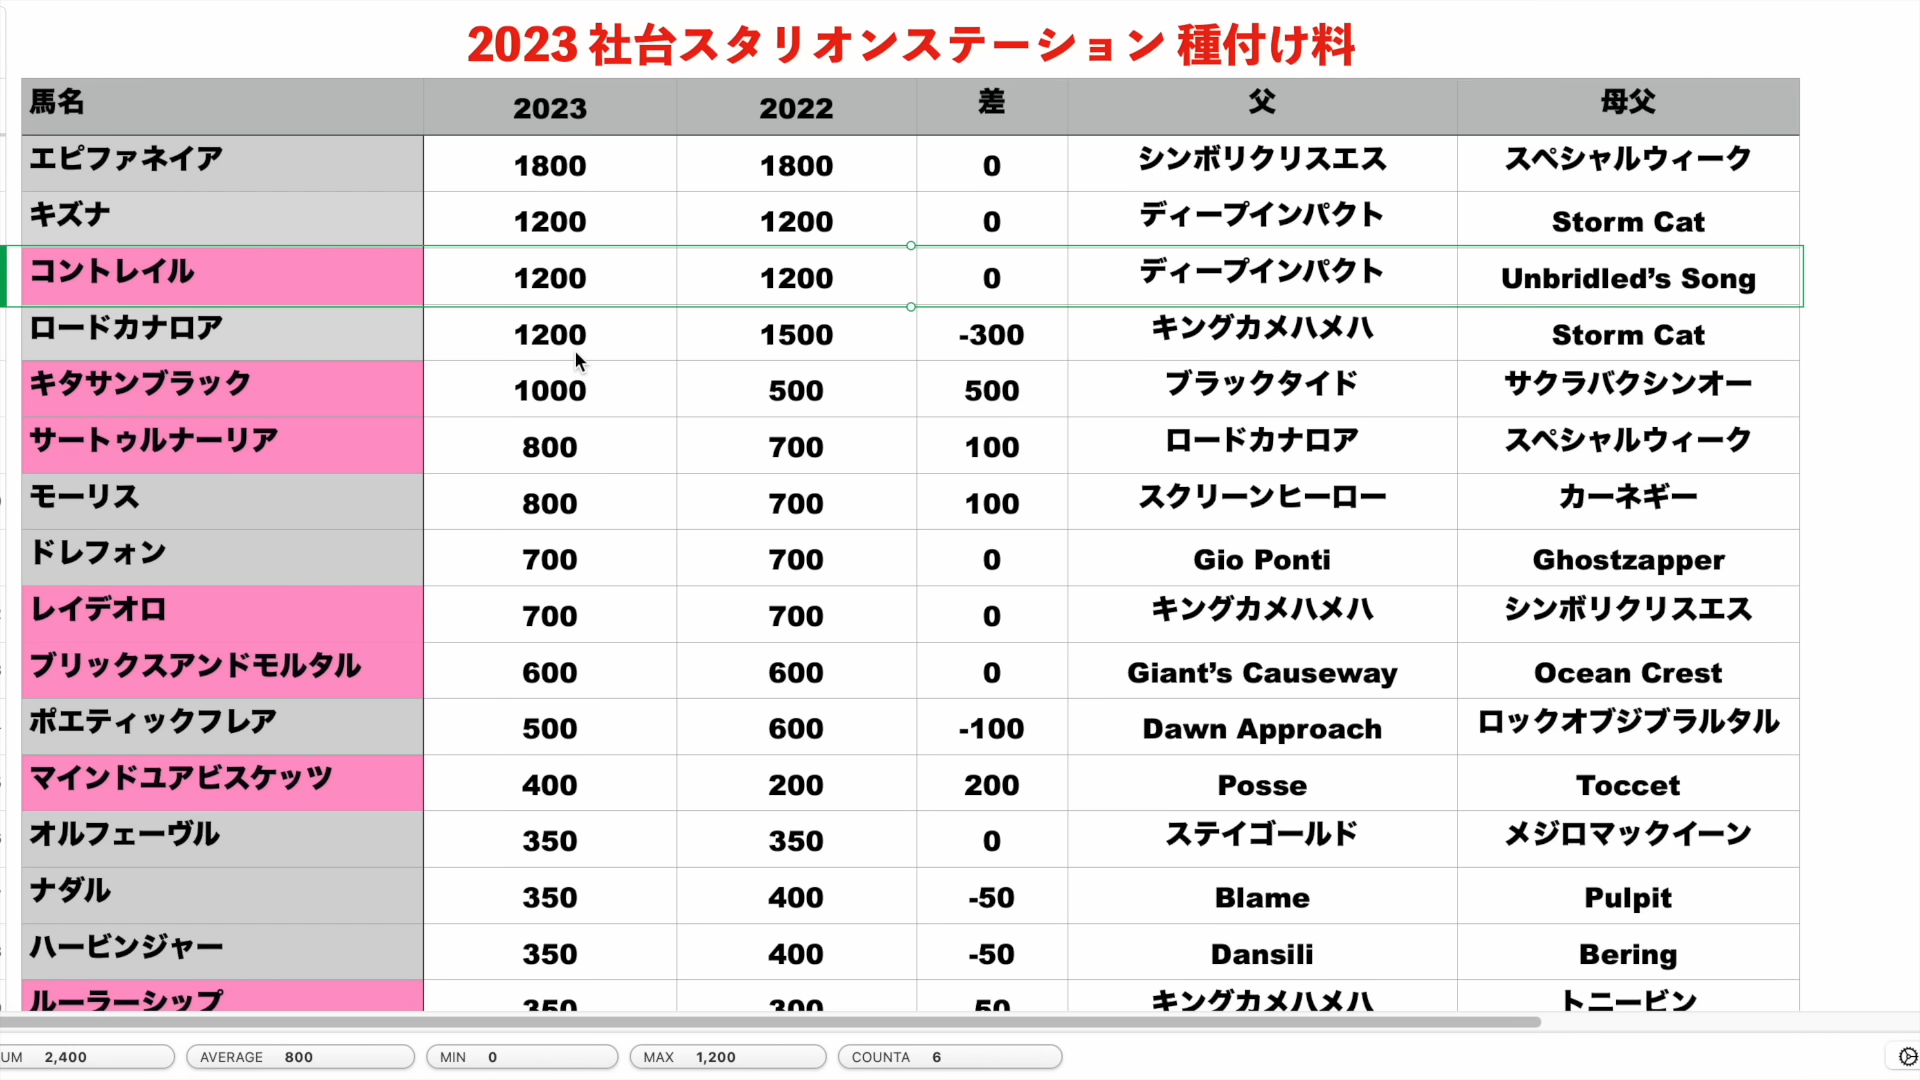 2023 社台スタリオンステーション 種付け料
馬名 2023 2022 差 父 母父
エピファネイア 1800 1800 0 シンボリクリスエス スペシャルウィーク
キズナ 1200 1200 0 ディープインパクト Storm Cat
コントレイル 1200 1200 0 ディープインパクト Unbridled’s Song
ロードカナロア 1200 1500 -300 キングカメハメハ Storm Cat
キタサンブラック 1000 500 500 ブラックタイド サクラバクシンオー
サートゥルナーリア 800 700 100 ロードカナロア スペシャルウィーク
モーリス 800 700 100 スクリーンヒーロー カーネギー
ドレフォン 700 700 0 Gio Ponti Ghostzapper
レイデオロ 700 700 0 キングカメハメハ シンボリクリスエス
ブリックスアンドモルタル 600 600 0 Giant’s Causeway Ocean Crest
ポエティックフレア 500 600 -100 Dawn Approach ロックオブジブラルタル
マインドユアビスケッツ 400 200 200 Posse Toccet
オルフェーヴル 350 350 0 ステイゴールド メジロマックイーン
ナダル 350 400 -50 Blame Pulpit
ハービンジャー 350 400 -50 Dansili Bering
ルーラーシップ 350 300 50 キングカメハメハ トニービン
UM 2,400 AVERAGE 800 MIN 0 MAX 1,200 COUNTA 6